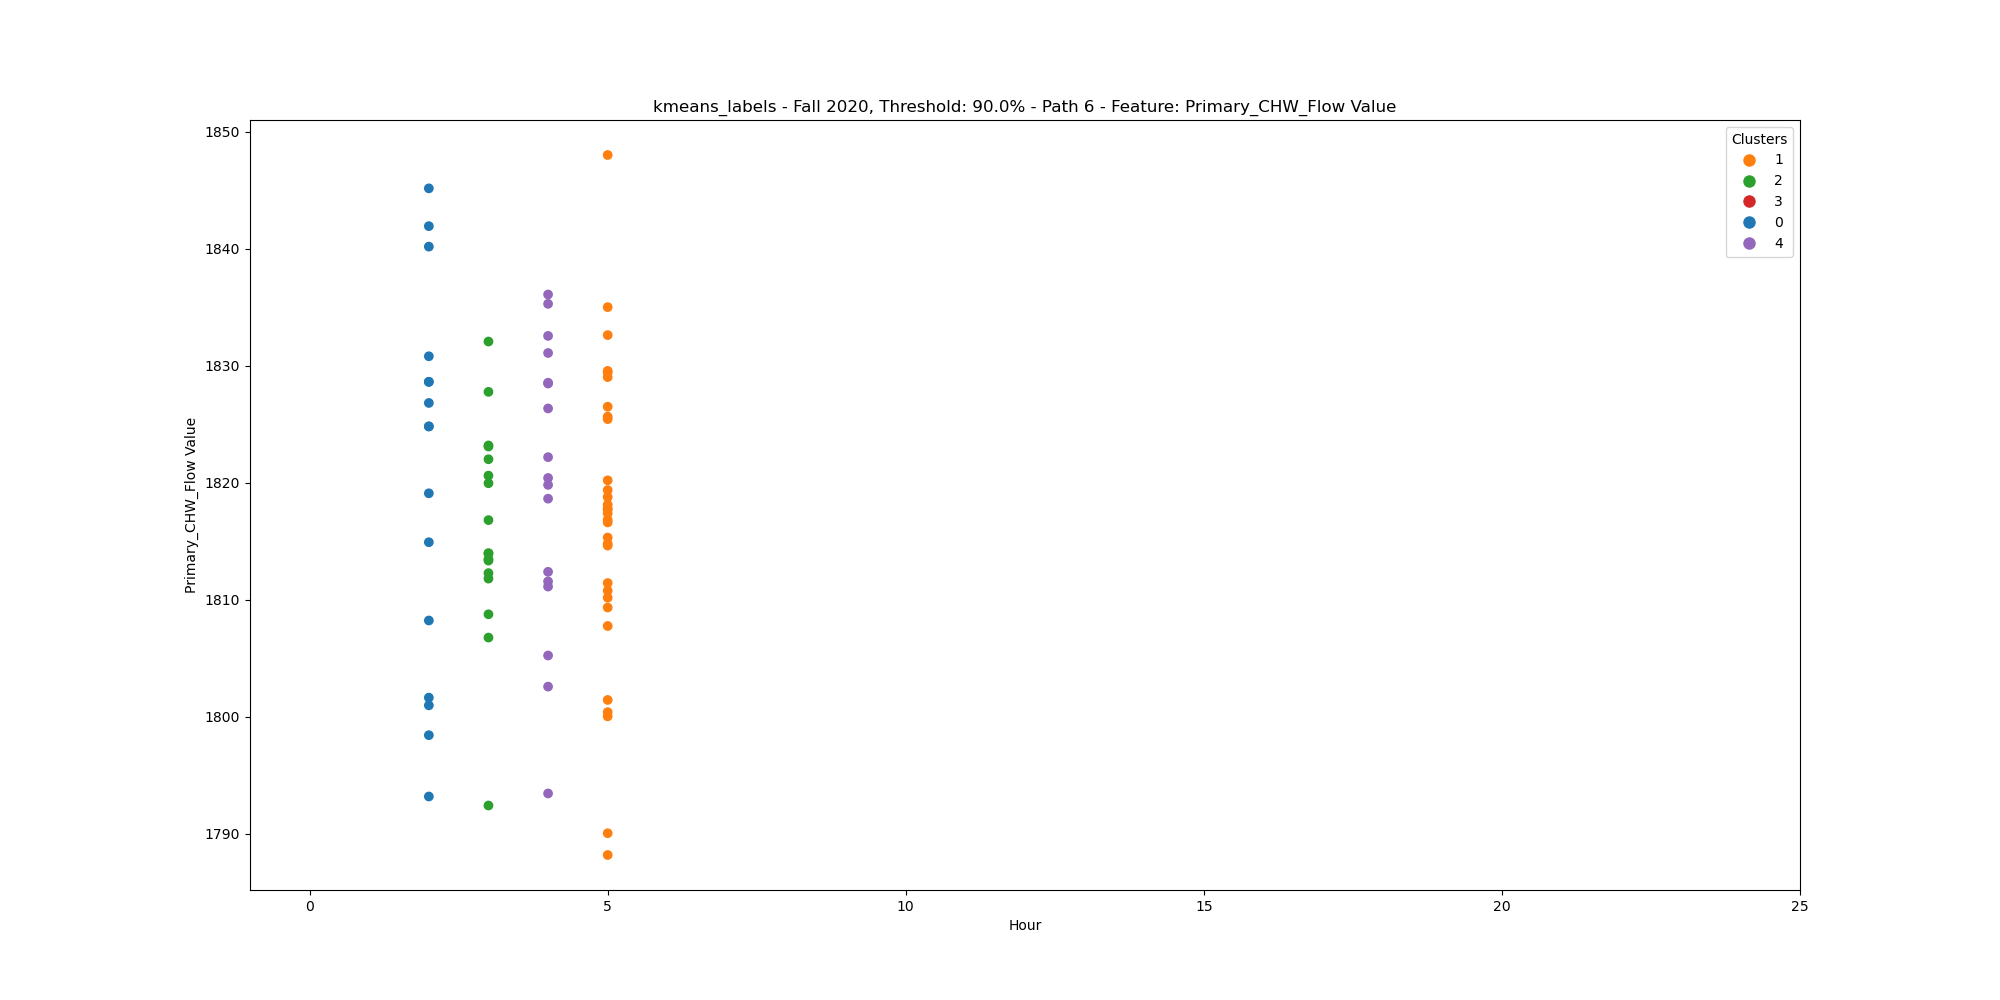 kmeans_labels - Fall 2020, Threshold: 90.0% - Path 6 - Feature: Primary_CHW_Flow Value
Clusters
1
2
3
0
4
Primary_CHW_Flow Value
1850
1840
1830
1820
1810
1800
1790
0 5 10 15 20 25
Hour